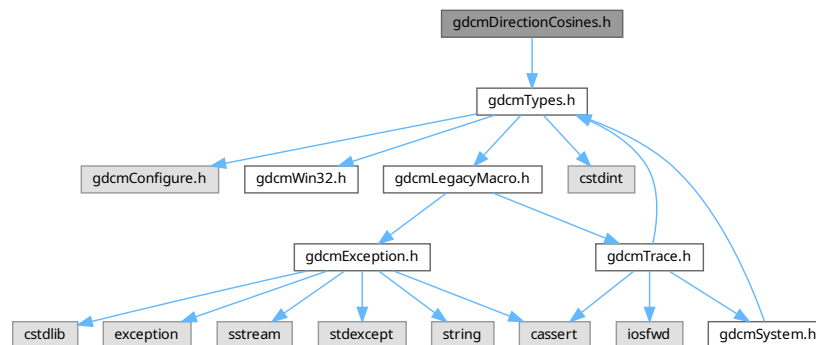 gdcmDirectionCosines.h
gdcmTypes.h
gdcmConfigure.h
gdcmWin32.h
gdcmLegacyMacro.h
cstdint
gdcmException.h
gdcmTrace.h
cstdlib
exception
sstream
stdexcept
string
cassert
iosfwd
gdcmSystem.h